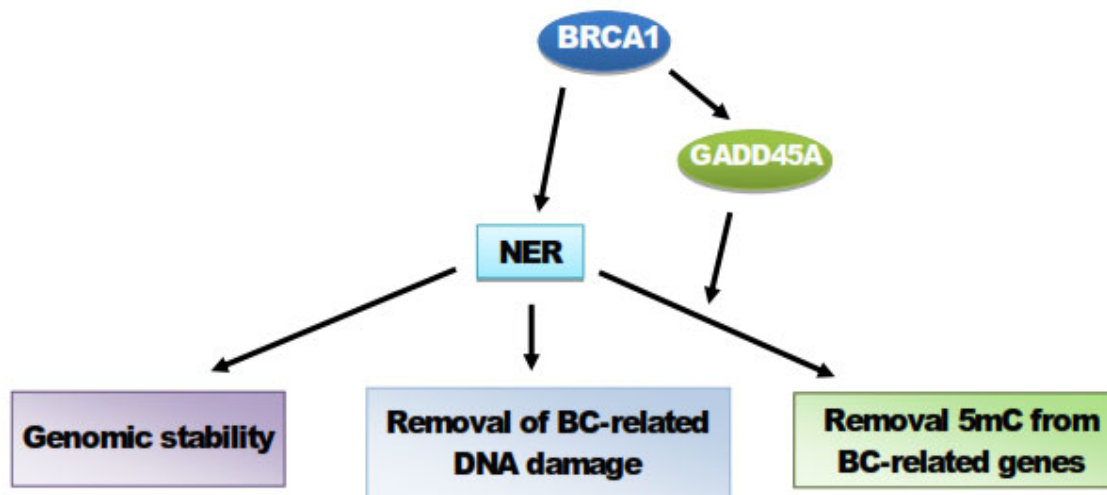 BRCA1
GADD45A
NER
Genomic stability
Removal of BC-related
DNA damage
Removal 5mC from
BC-related genes